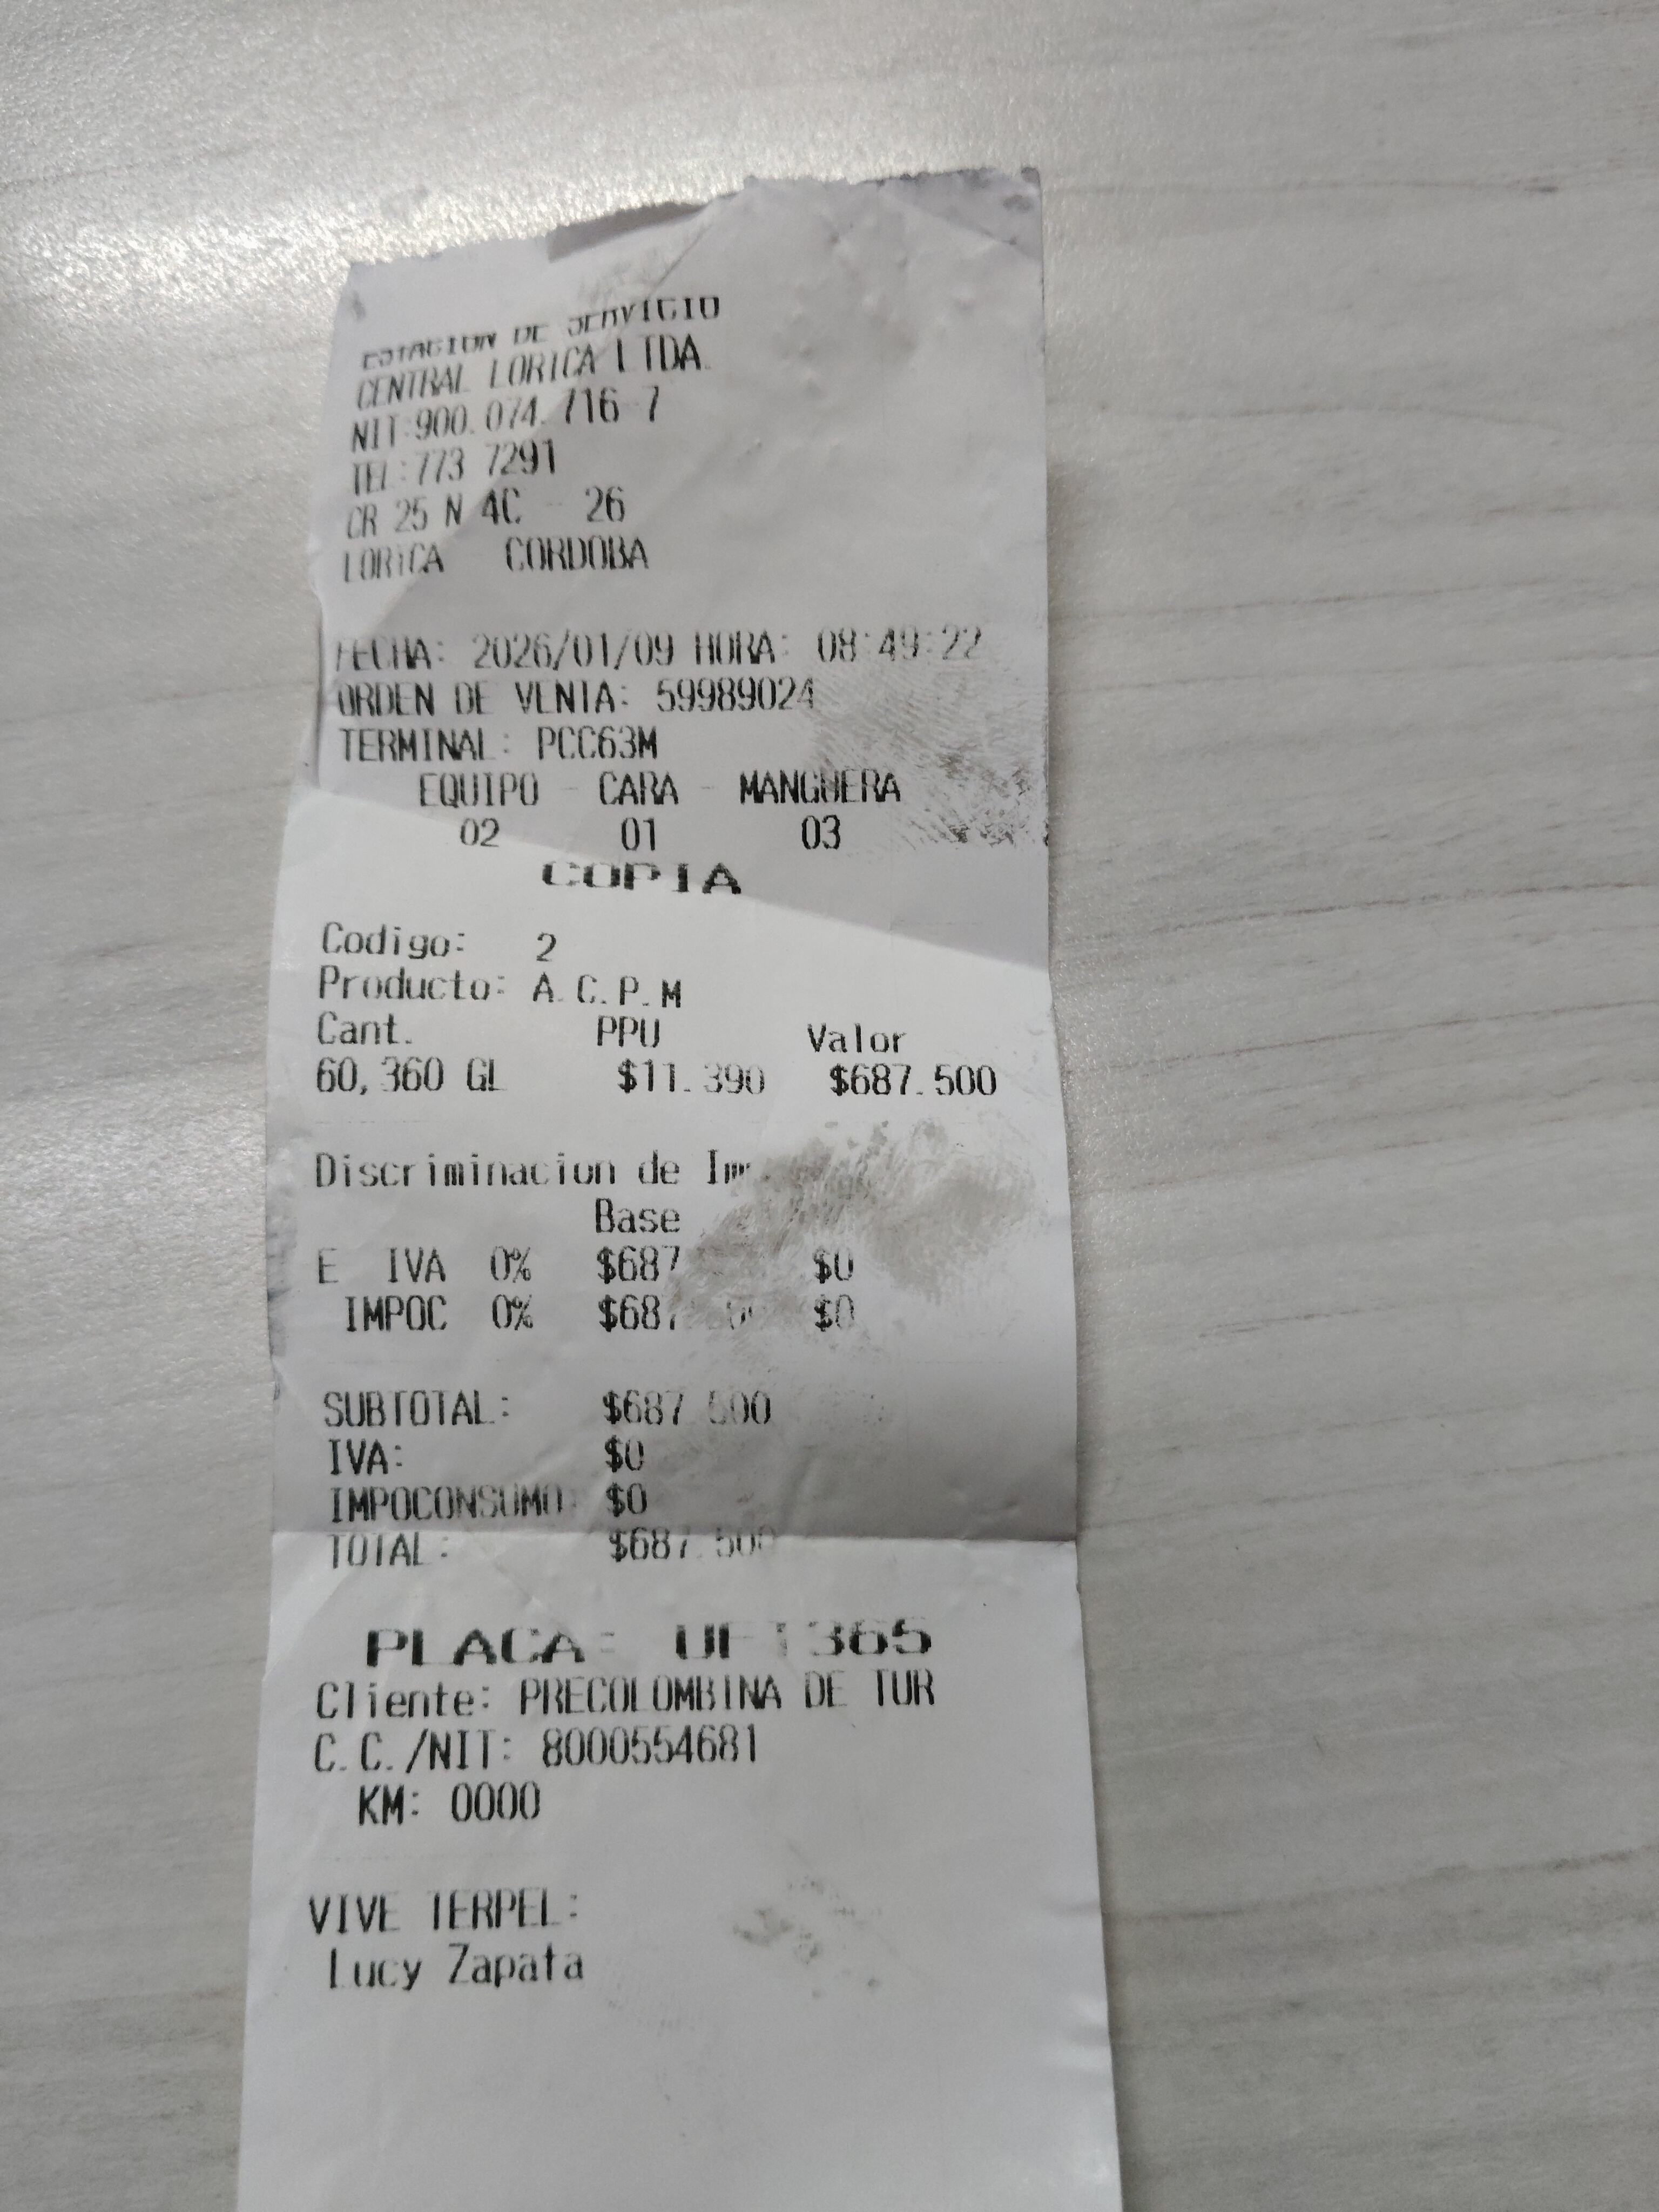 ESTACION DE SERVICIO
CENTRAL LORICA LTDA.
NIT:900.074.716-7
TEL:773 7291
CR 25 N 4C - 26
LORICA - CORDOBA
FECHA: 2026/01/09 HORA: 08:49:22
ORDEN DE VENTA: 59989024
TERMINAL: PCC63M
EQUIPO - CARA - MANGUERA
02 01 03
COPIA
Codigo: 2
Producto: A.C.P.M
Cant. PPU Valor
60,360 GL $11.390 $687.500
Discriminacion de
Base
E IVA 0% $0
IMPOC 0% $0
SUBTOTAL: $687.500
IVA: $0
IMPOCONSUMO: $0
TOTAL: $687.500
PLACA:
Cliente: PRECOLOMBINA DE TUR
C.C./NIT: 8000554681
KM: 0000
VIVE TERPEL:
Lucy Zapata